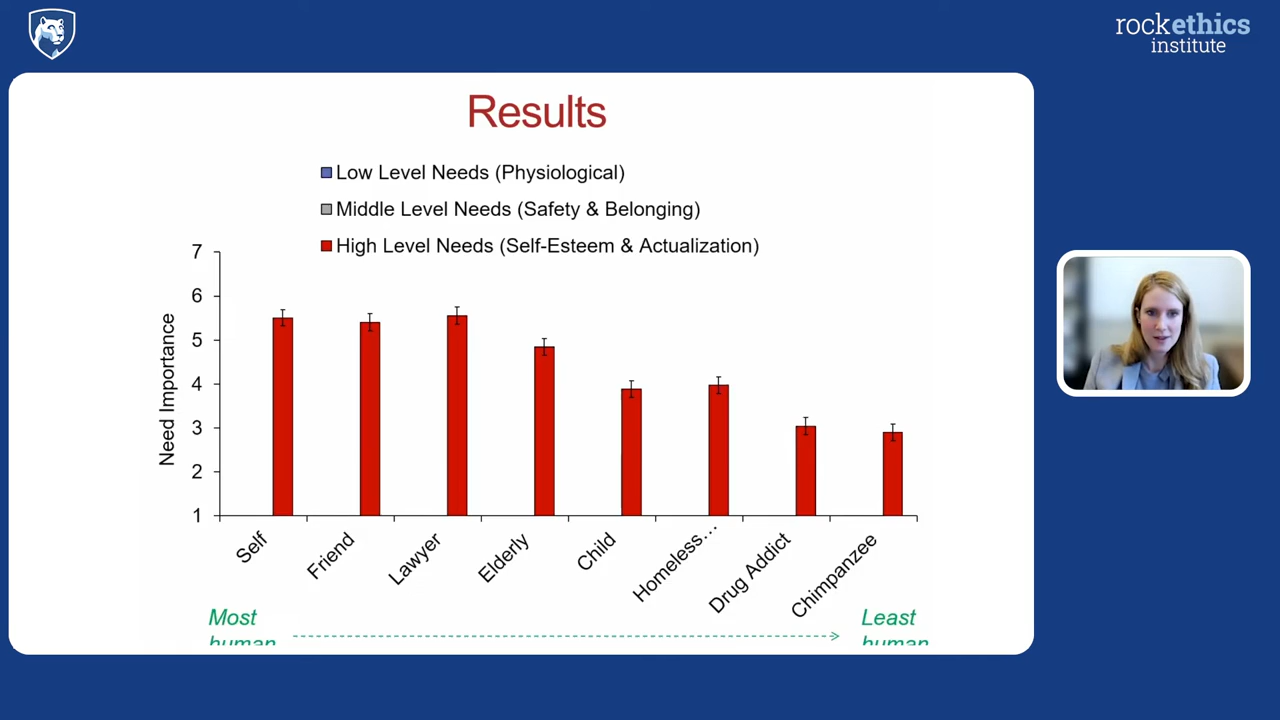 rockethics
institute
Results
Low Level Needs (Physiological)
Middle Level Needs (Safety & Belonging)
High Level Needs (Self-Esteem & Actualization)
7
6
5
4
3
2
1
Need Importance
Self
Friend
Lawyer
Elderly
Child
Homeless...
Drug Addict
Chimpanzee
Most
human
Least
human